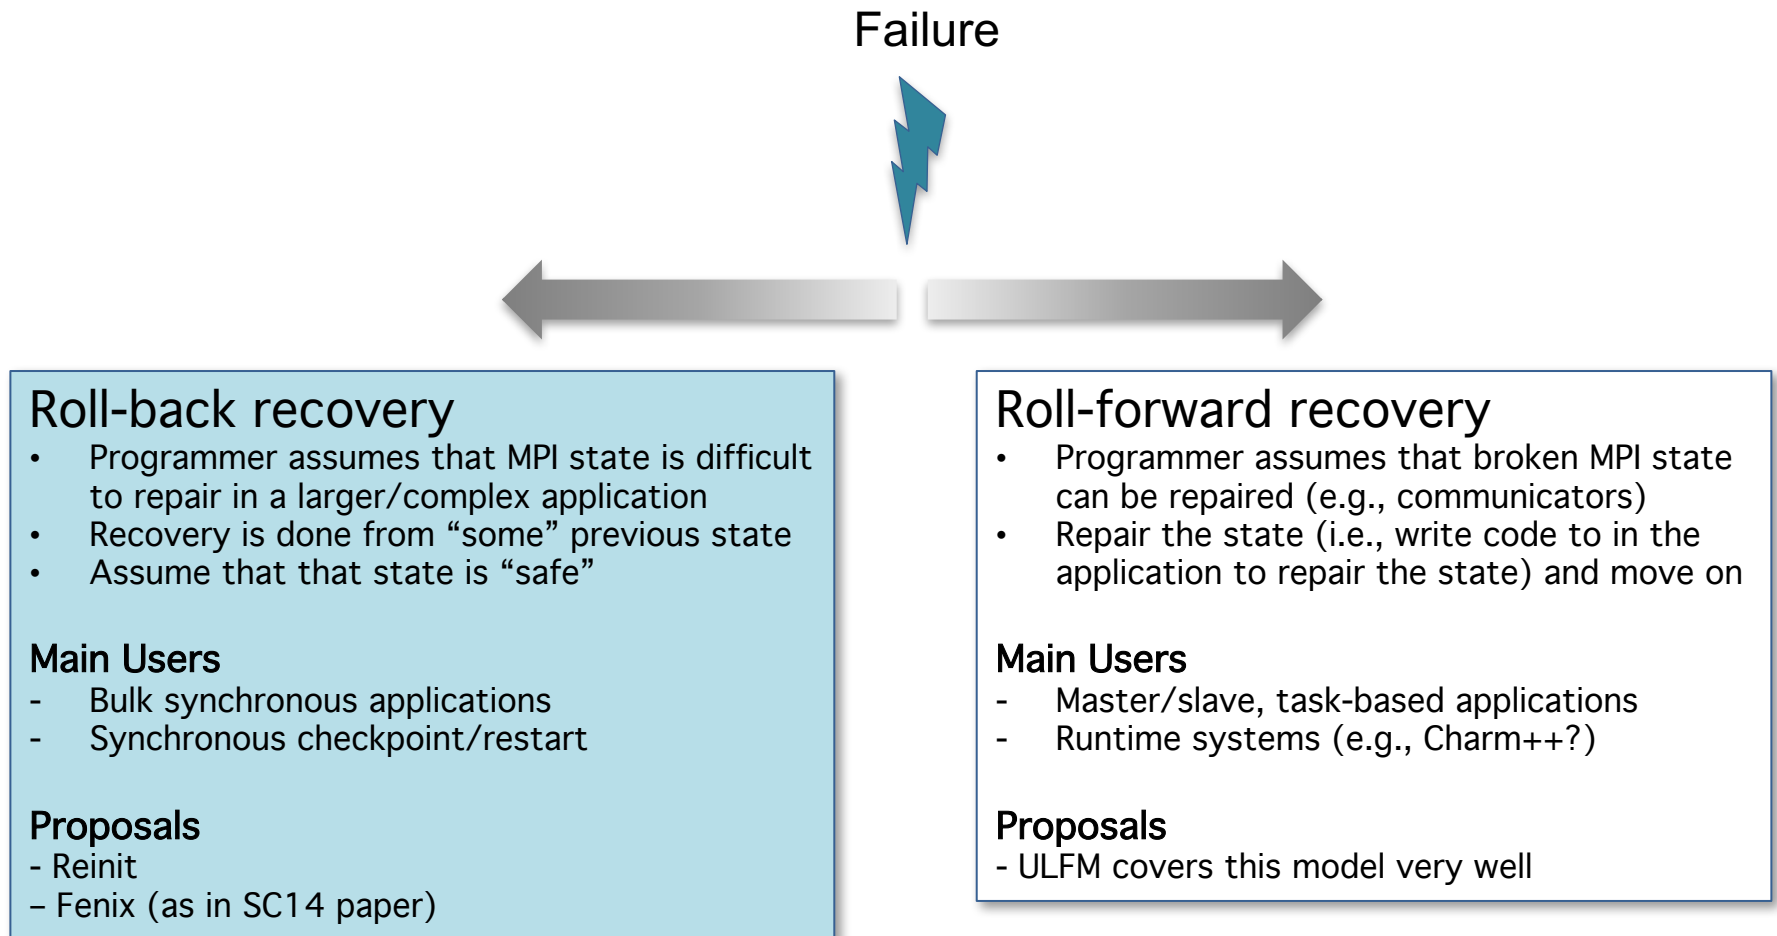 Failure
Roll-back recovery
• Programmer assumes that MPI state is difficult
to repair in a larger/complex application
• Recovery is done from “some” previous state
• Assume that that state is “safe”
Main Users
- Bulk synchronous applications
- Synchronous checkpoint/restart
Proposals
- Reinit
– Fenix (as in SC14 paper)
Roll-forward recovery
• Programmer assumes that broken MPI state
can be repaired (e.g., communicators)
• Repair the state (i.e., write code to in the
application to repair the state) and move on
Main Users
- Master/slave, task-based applications
- Runtime systems (e.g., Charm++?)
Proposals
- ULFM covers this model very well